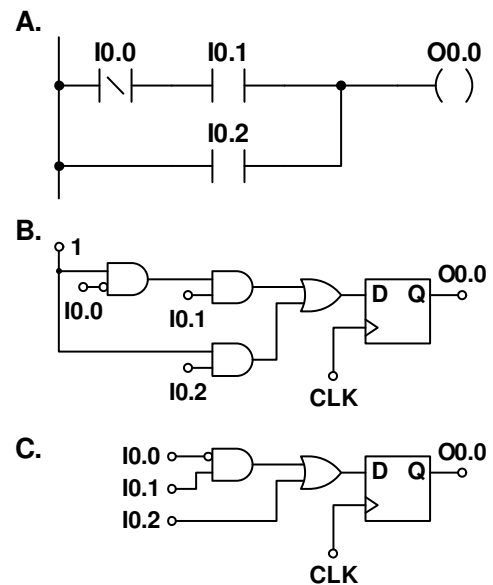 A.
I0.0 I0.1 O0.0
I0.2
B.
1
I0.0
I0.1
I0.2
D Q
O0.0
CLK
C.
I0.0
I0.1
I0.2
D Q
O0.0
CLK